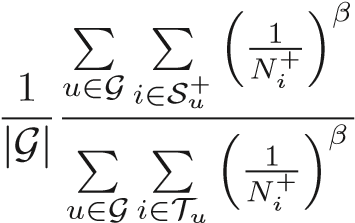 \frac{1}{|\mathcal{G}|} \frac{\sum_{u \in \mathcal{G}} \sum_{i \in \mathcal{S}_u^+} \left( \frac{1}{N_i^+} \right)^\beta}{\sum_{u \in \mathcal{G}} \sum_{i \in \mathcal{T}_u} \left( \frac{1}{N_i^+} \right)^\beta}